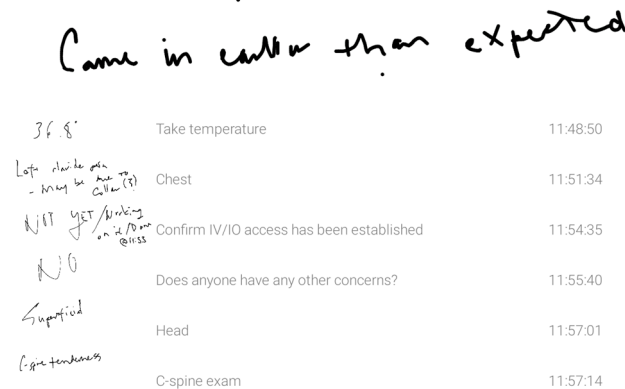 Came in earlier than expected
36.8° Take temperature 11:48:50
Left clavicle pain
- may be due to
collar (3) Chest 11:51:34
NOT YET/Working
on it/Done
@11:53 Confirm IV/IO access has been established 11:54:35
NO Does anyone have any other concerns? 11:55:40
Superficial Head 11:57:01
C-spine tenderness C-spine exam 11:57:14